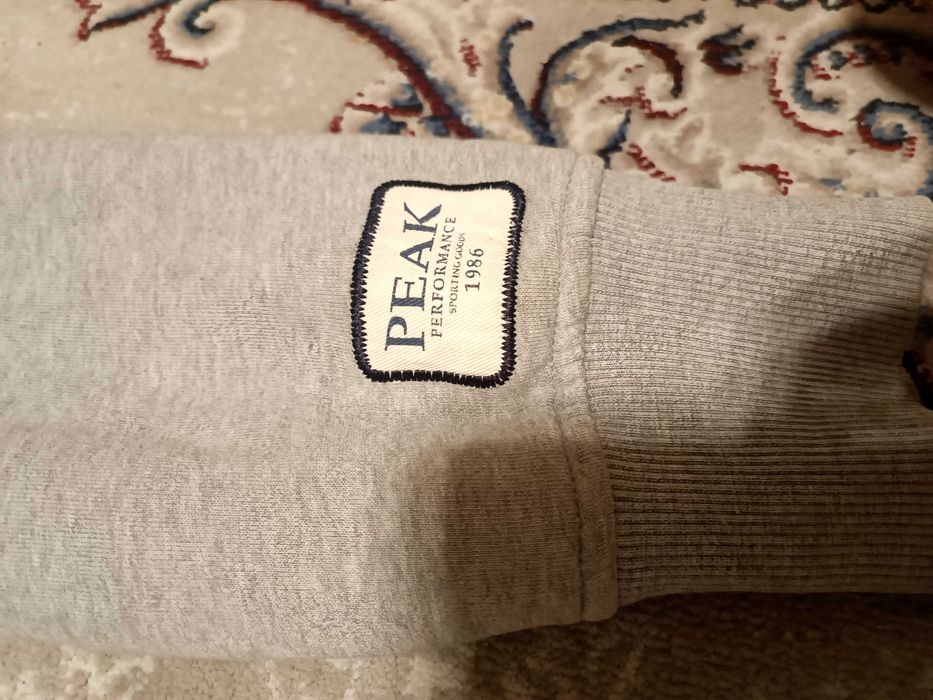 PEAK
PERFORMANCE
SPORTING GOODS
1986